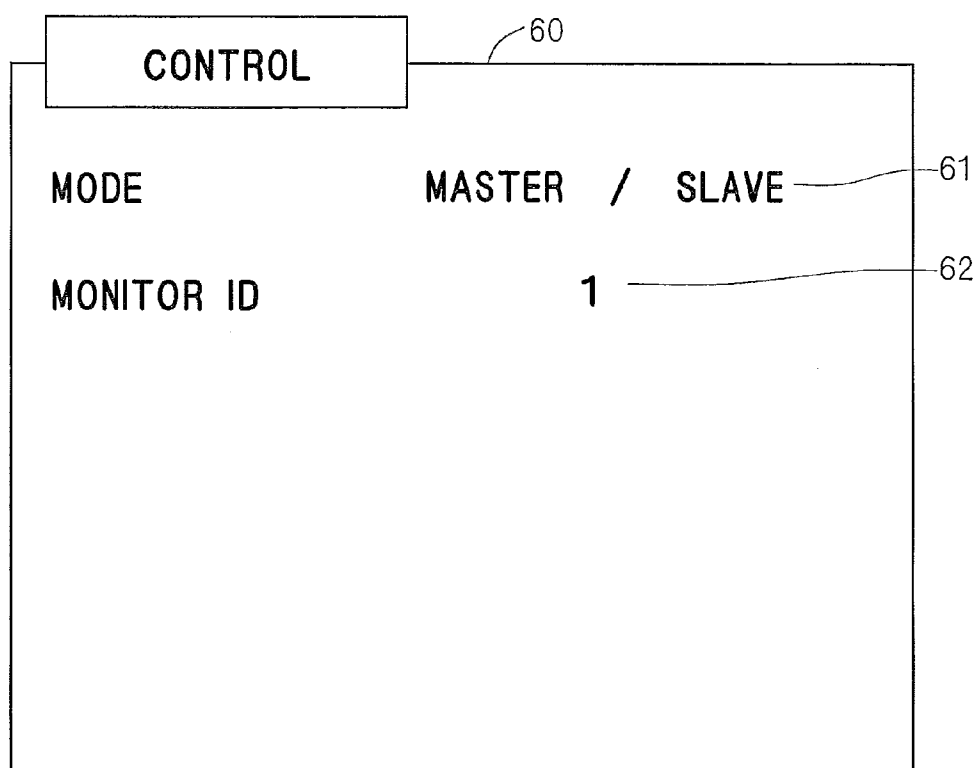 60
CONTROL
MODE MASTER / SLAVE 61
MONITOR ID 1 62